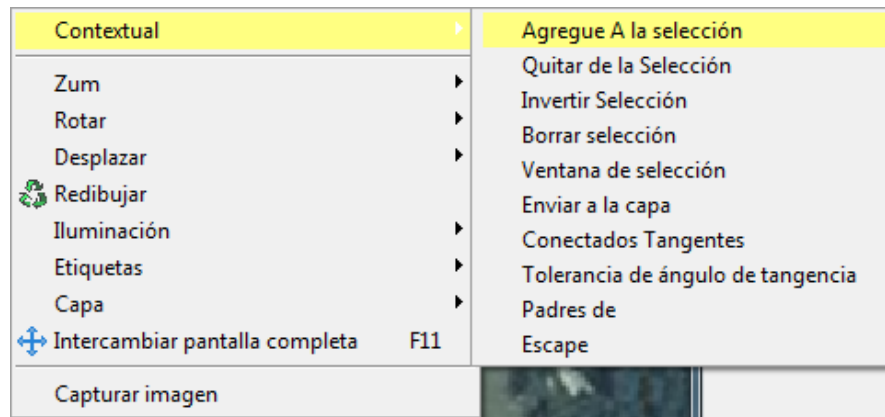 Contextual
Zum
Rotar
Desplazar
Redibujar
Iluminación
Etiquetas
Capa
Intercambiar pantalla completa F11
Capturar imagen
Agregue A la selección
Quitar de la Selección
Invertir Selección
Borrar selección
Ventana de selección
Enviar a la capa
Conectados Tangentes
Tolerancia de ángulo de tangencia
Padres de
Escape